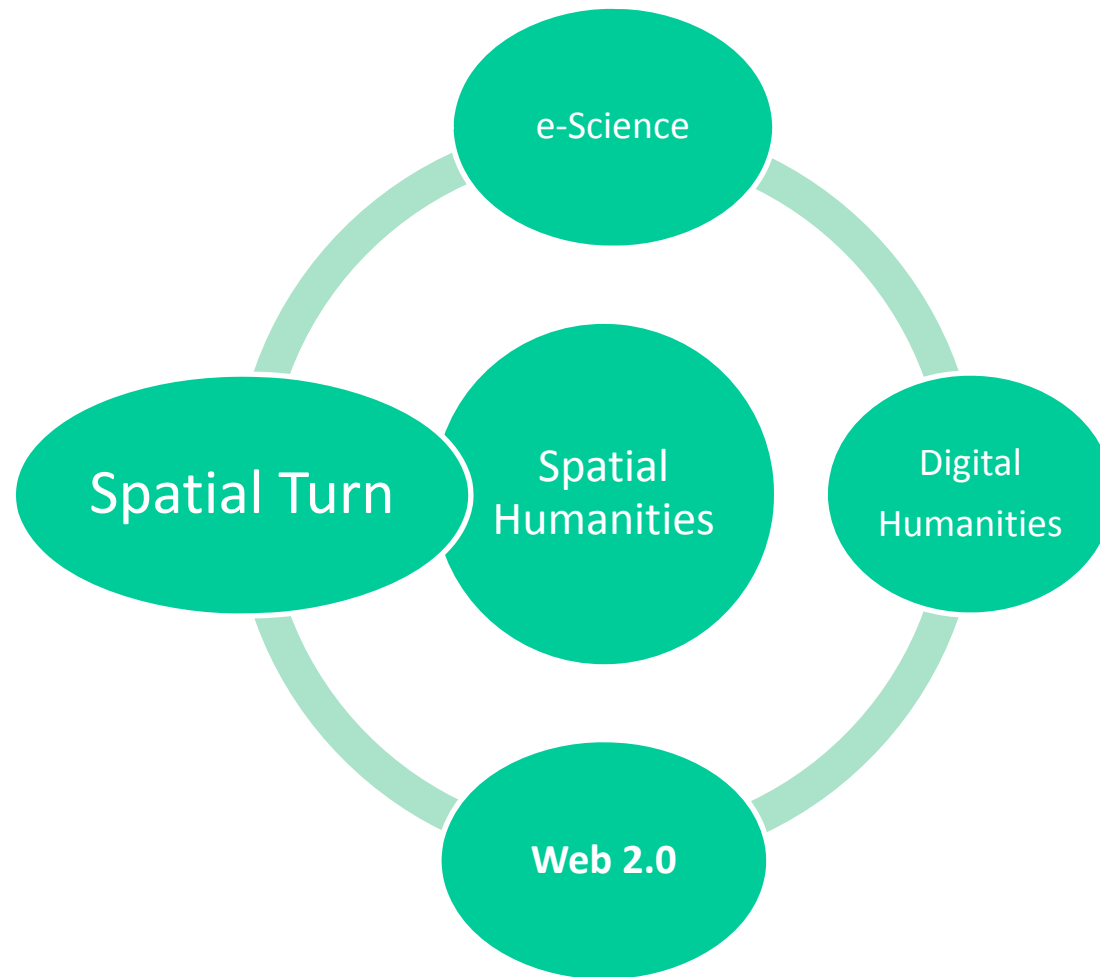 e-Science
Spatial Turn
Spatial
Humanities
Digital
Humanities
Web 2.0